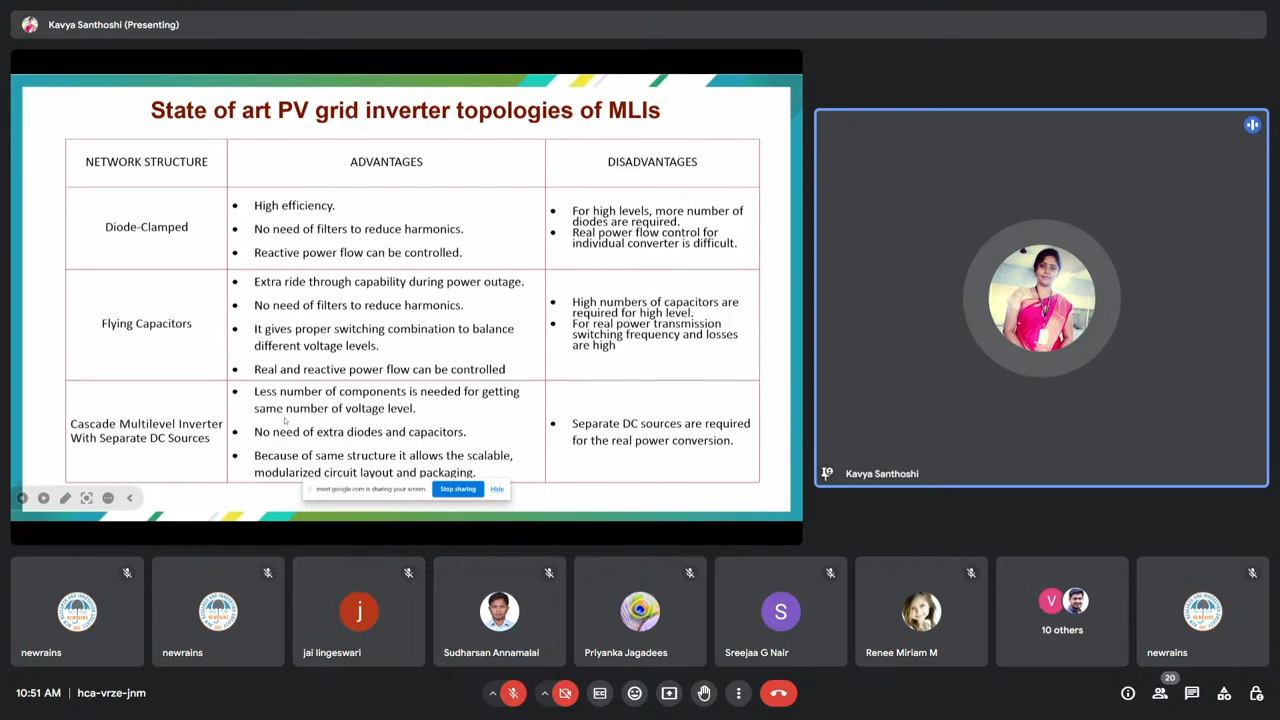 Kavya Santhoshi (Presenting)
State of art PV grid inverter topologies of MLIs
NETWORK STRUCTURE
ADVANTAGES
DISADVANTAGES
Diode-Clamped
• High efficiency.
• No need of filters to reduce harmonics.
• Reactive power flow can be controlled.
• For high levels, more number of
diodes are required.
• Real power flow control for
individual converter is difficult.
Flying Capacitors
• Extra ride through capability during power outage.
• No need of filters to reduce harmonics.
• It gives proper switching combination to balance
different voltage levels.
• Real and reactive power flow can be controlled
• High numbers of capacitors are
required for high level.
• For real power transmission
switching frequency and losses
are high
Cascade Multilevel Inverter
With Separate DC Sources
• Less number of components is needed for getting
same number of voltage level.
• No need of extra diodes and capacitors.
• Because of same structure it allows the scalable,
modularized circuit layout and packaging.
• Separate DC sources are required
for the real power conversion.
meet.google.com is sharing your screen.
Stop sharing
Hide
Kavya Santhoshi
newrains
newrains
j
jai lingeswari
Sudharsan Annamalai
Priyanka Jagadees
S
Sreejaa G Nair
Renee Miriam M
V
10 others
newrains
10:51 AM | hca-vrze-jnm
20